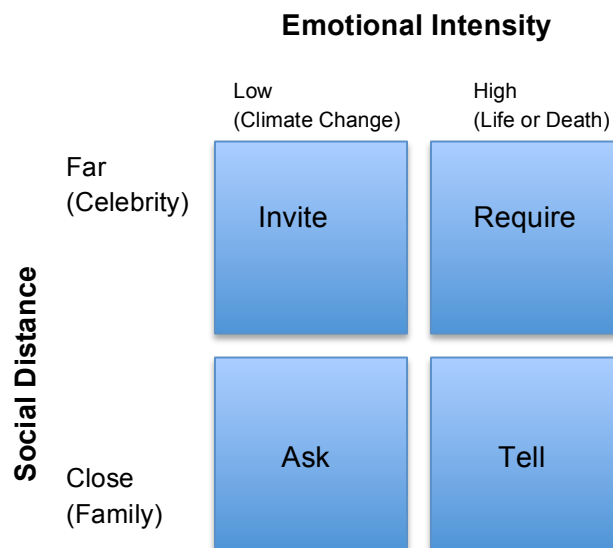 Emotional Intensity
Low
(Climate Change)
High
(Life or Death)
Far
(Celebrity)
Invite
Require
Social Distance
Close
(Family)
Ask
Tell